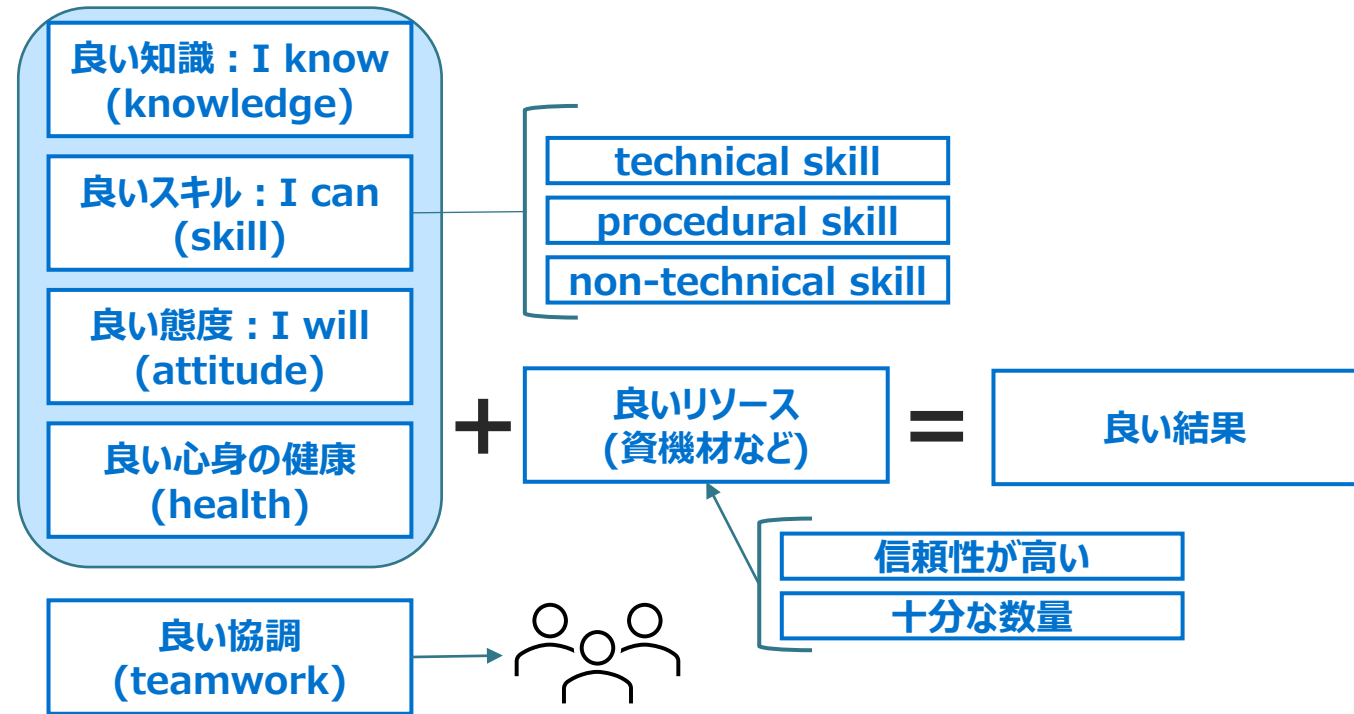 良い知識：I know
(knowledge)
良いスキル：I can
(skill)
良い態度：I will
(attitude)
良い心身の健康
(health)
良い協調
(teamwork)
technical skill
procedural skill
non-technical skill
+
良いリソース
(資機材など)
=
良い結果
信頼性が高い
十分な数量